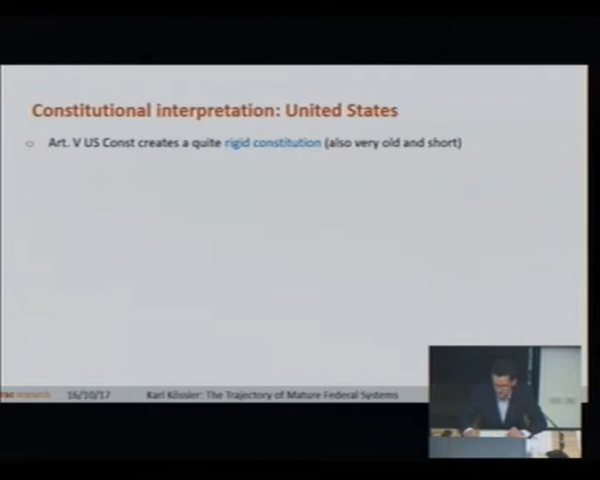 Constitutional interpretation: United States
Art. V US Const creates a quite rigid constitution (also very old and short)
research 16/10/17 Karl Kössler: The Trajectory of Mature Federal Systems